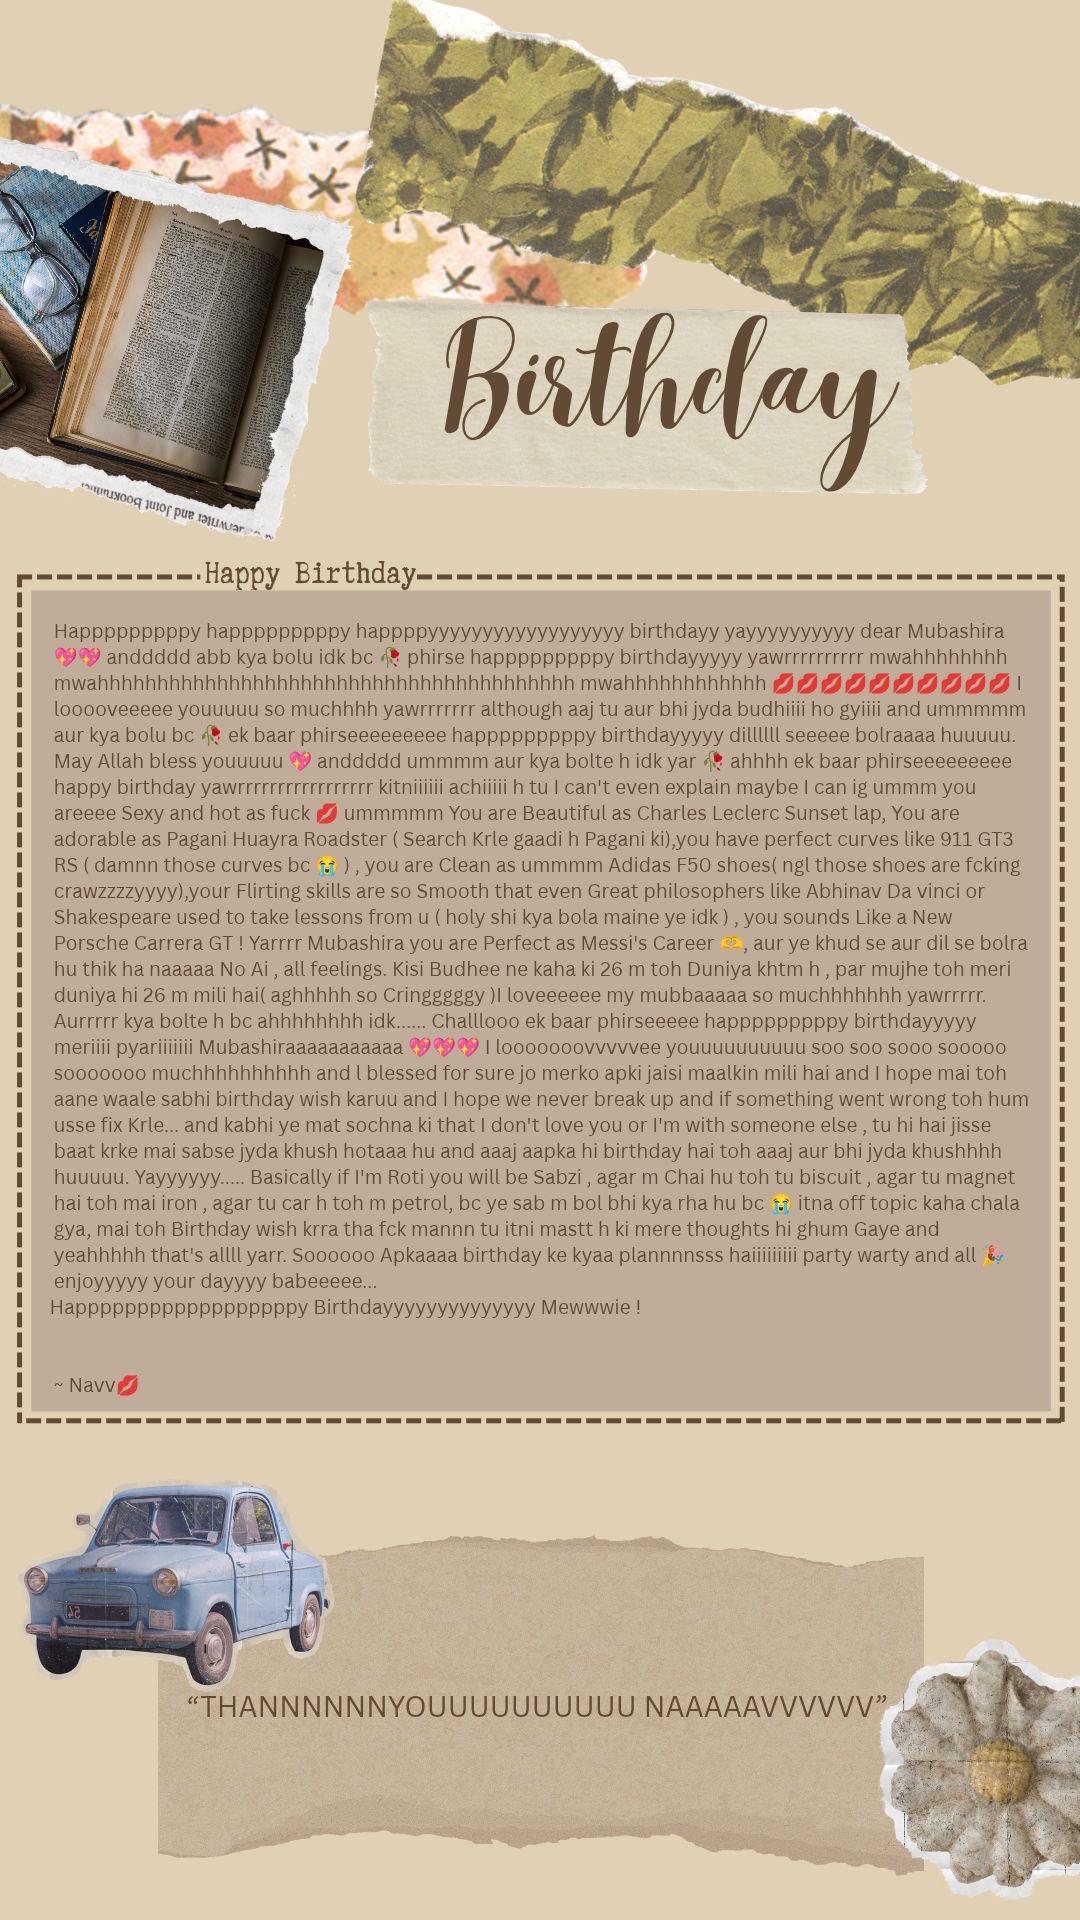 Birthday
Underwriter and Joint Bookrunner
Happy Birthday
Happpppppppy happppppppppy happppyyyyyyyyyyyyyyyyyy birthdayy yayyyyyyyyyy dear Mubashira
💖💖 anddddd abb kya bolu idk bc 🥀 phirse happppppppppy birthdayyyyy yawrrrrrrrrrr mwahhhhhhhh
mwahhhhhhhhhhhhhhhhhhhhhhhhhhhhhhhhhhhhhhhh mwahhhhhhhhhhhh 💋💋💋💋💋💋💋💋💋💋 I
 looooveeeee youuuuu so muchhhh yawrrrrrrr although aaj tu aur bhi jyda budhiiii ho gyiiii and ummmmm
aur kya bolu bc 🥀 ek baar phirseeeeeeeee happppppppppy birthdayyyyy dillllll seeeee bolraaaa huuuuu.
May Allah bless youuuuu 💖 anddddd ummmm aur kya bolte h idk yar 🥀 ahhhh ek baar phirseeeeeeeeee
happy birthday yawrrrrrrrrrrrrrrrrr kitniiiiii achiiiii h tu I can't even explain maybe I can ig ummm you
areeee Sexy and hot as fuck 💋 ummmmm You are Beautiful as Charles Leclerc Sunset lap, You are
adorable as Pagani Huayra Roadster ( Search Krle gaadi h Pagani ki),you have perfect curves like 911 GT3
RS ( damnn those curves bc 😭 ) , you are Clean as ummmm Adidas F50 shoes( ngl those shoes are fcking
crawzzzzyyyy),your Flirting skills are so Smooth that even Great philosophers like Abhinav Da vinci or
Shakespeare used to take lessons from u ( holy shi kya bola maine ye idk ) , you sounds Like a New
Porsche Carrera GT ! Yarrrr Mubashira you are Perfect as Messi's Career 🫶, aur ye khud se aur dil se bolra
hu thik ha naaaaa No Ai , all feelings. Kisi Budhee ne kaha ki 26 m toh Duniya khtm h , par mujhe toh meri
duniya hi 26 m mili hai( aghhhhh so Cringggggy )I loveeeeee my mubbaaaaa so muchhhhhhh yawrrrrr.
Aurrrrr kya bolte h bc ahhhhhhhh idk...... Challlooo ek baar phirseeeee happppppppppy birthdayyyyy
meriiii pyariiiiiii Mubashiraaaaaaaaaaa 💖💖💖 I looooooovvvvvee youuuuuuuuuu soo soo sooo sooooo
sooooooo muchhhhhhhhhh and l blessed for sure jo merko apki jaisi maalkin mili hai and I hope mai toh
aane waale sabhi birthday wish karuu and I hope we never break up and if something went wrong toh hum
usse fix Krle... and kabhi ye mat sochna ki that I don't love you or I'm with someone else , tu hi hai jisse
baat krke mai sabse jyda khush hotaaa hu and aaaj aapka hi birthday hai toh aaaj aur bhi jyda khushhhh
huuuuu. Yayyyyyy..... Basically if I'm Roti you will be Sabzi , agar m Chai hu toh tu biscuit , agar tu magnet
hai toh mai iron , agar tu car h toh m petrol, bc ye sab m bol bhi kya rha hu bc 😭 itna off topic kaha chala
gya, mai toh Birthday wish krra tha fck mannn tu itni mastt h ki mere thoughts hi ghum Gaye and
yeahhhhh that's allll yarr. Soooooo Apkaaaa birthday ke kyaa plannnnsss haiiiiiiiii party warty and all 🎉
enjoyyyyy your dayyyy babeeeee...
Happppppppppppppppppppy Birthdayyyyyyyyyyyyyy Mewwwie !
~ Navv💋
“THANNNNNNYOUUUUUUUUUU NAAAAAVVVVVV”